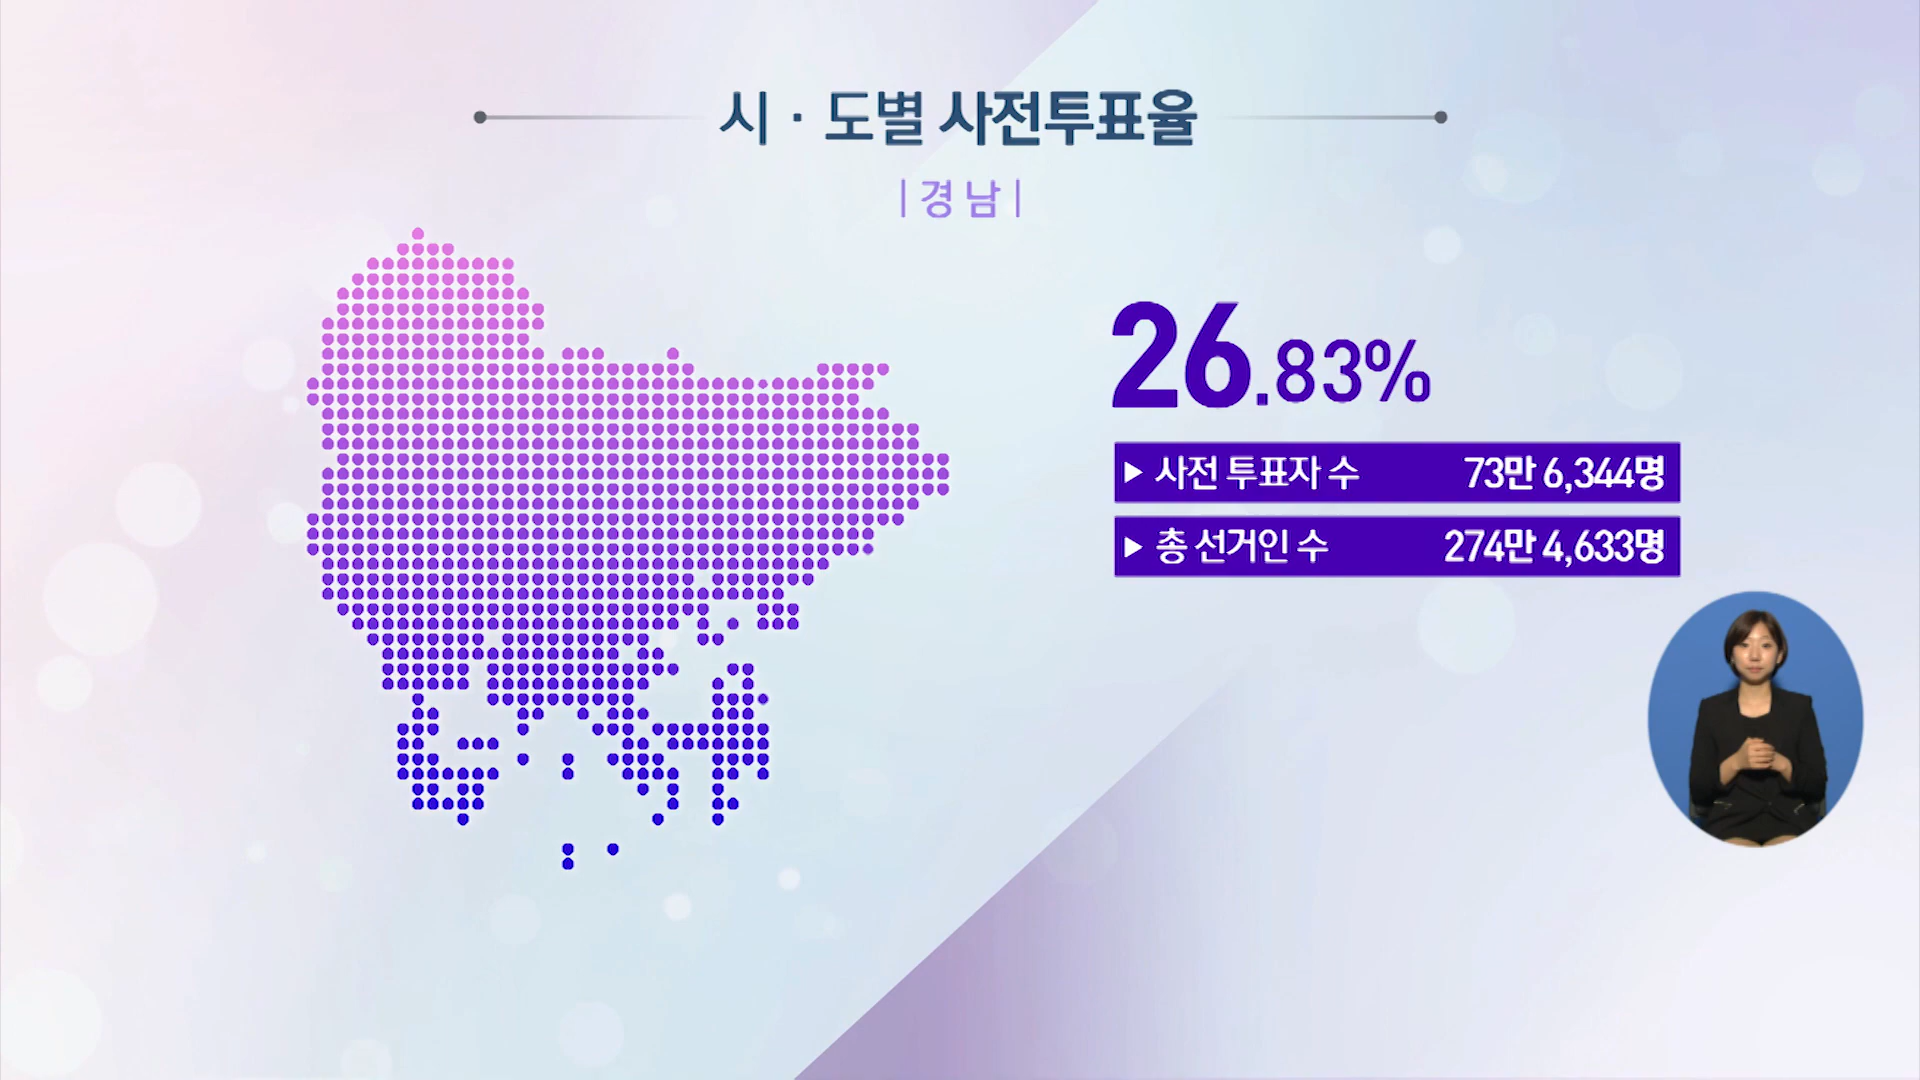 시 · 도별 사전투표율
| 경남 |
26.83%
▶ 사전 투표자 수 73만 6,344명
▶ 총 선거인 수 274만 4,633명